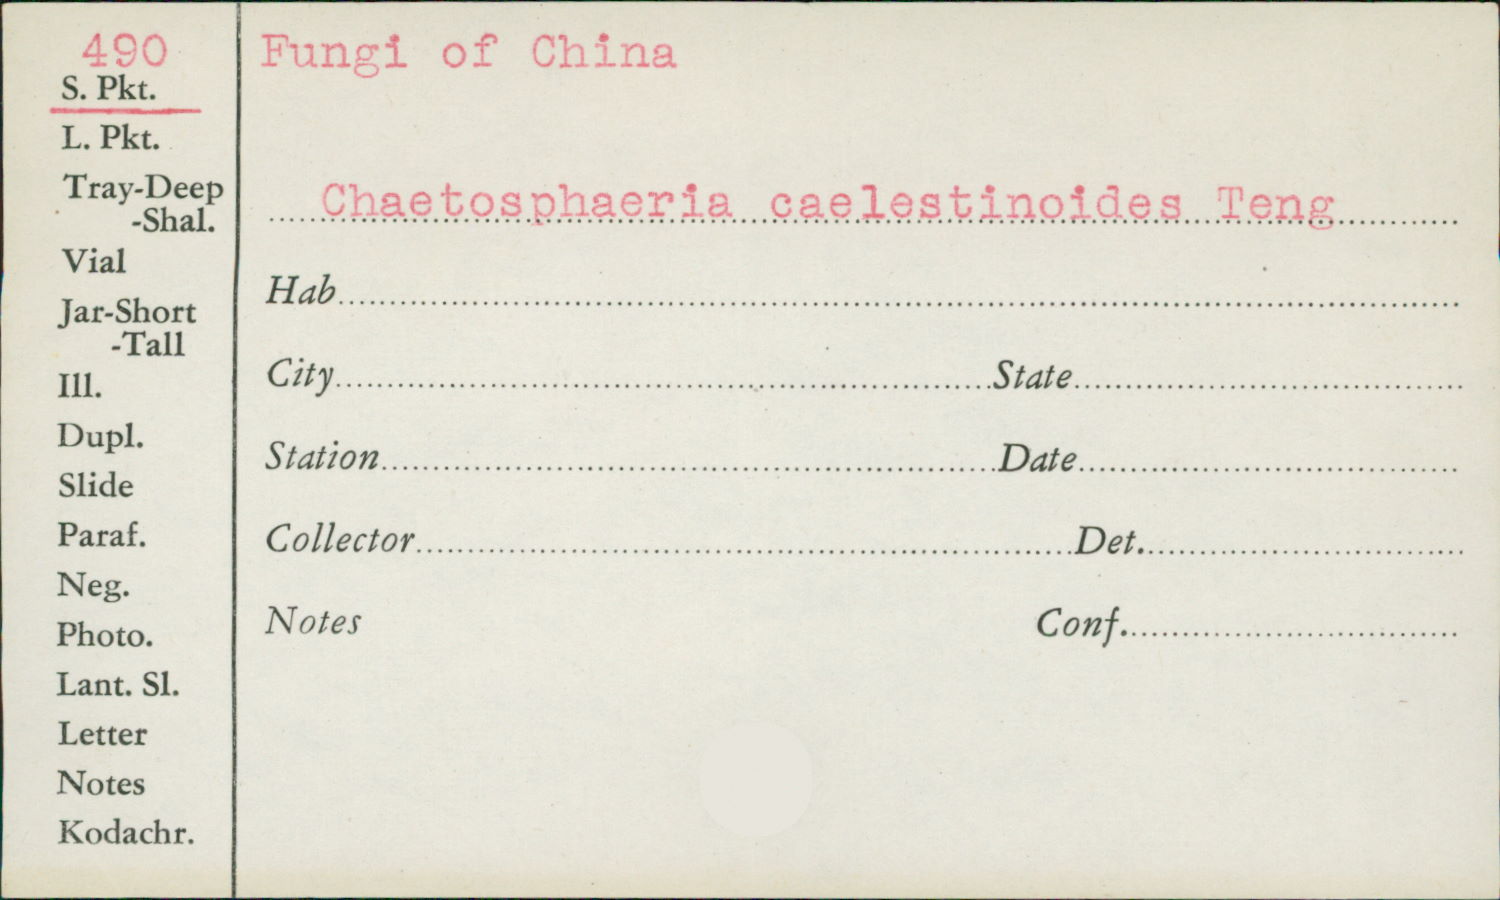 490
S. Pkt.
L. Pkt.
Tray-Deep
-Shal.
Vial
Jar-Short
-Tall
Ill.
Dupl.
Slide
Paraf.
Neg.
Photo.
Lant. Sl.
Letter
Notes
Kodachr.
Fungi of China
Chaetosphaeria caelestinoides Teng
Hab
City State
Station Date
Collector Det.
Notes Conf.